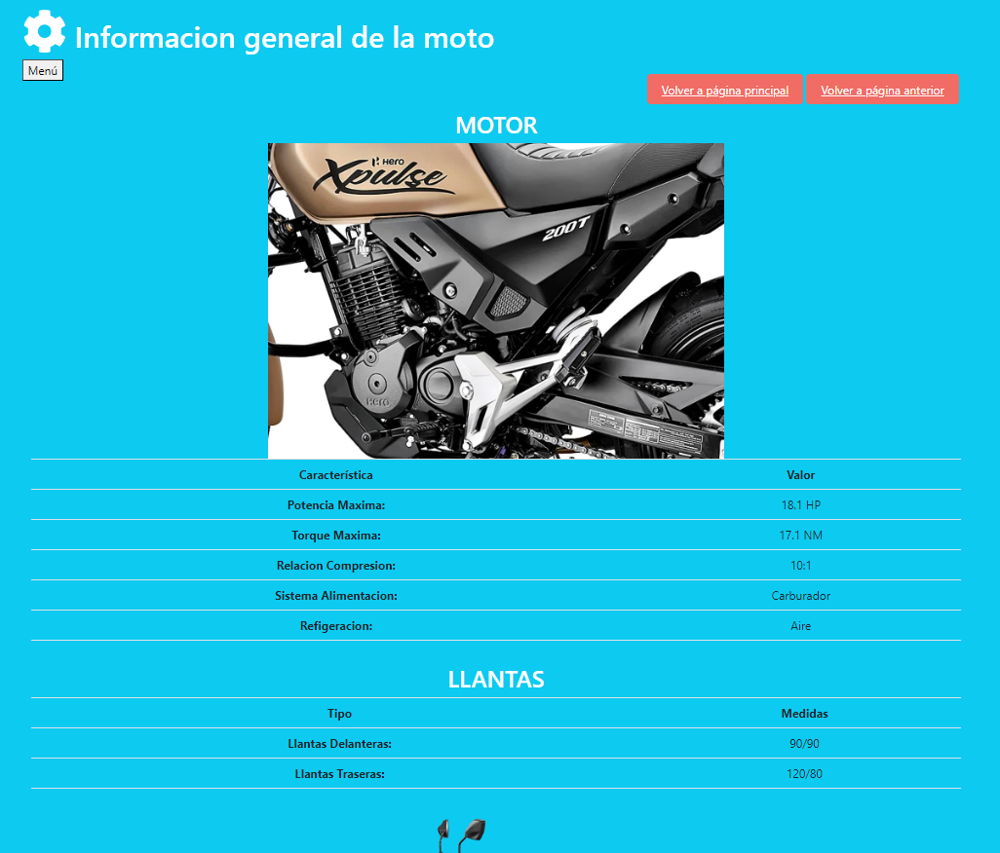 Informacion general de la moto
Menú
Volver a página principal Volver a página anterior
MOTOR
Hero
Xpulse
200T
Hero
Característica Valor
Potencia Maxima: 18.1 HP
Torque Maxima: 17.1 NM
Relacion Compresion: 10:1
Sistema Alimentacion: Carburador
Refigeracion: Aire
LLANTAS
Tipo Medidas
Llantas Delanteras: 90/90
Llantas Traseras: 120/80